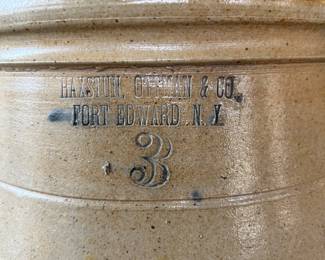 HAXSTUN, OTTMAN & CO.
FORT EDWARD. N. Y.
3